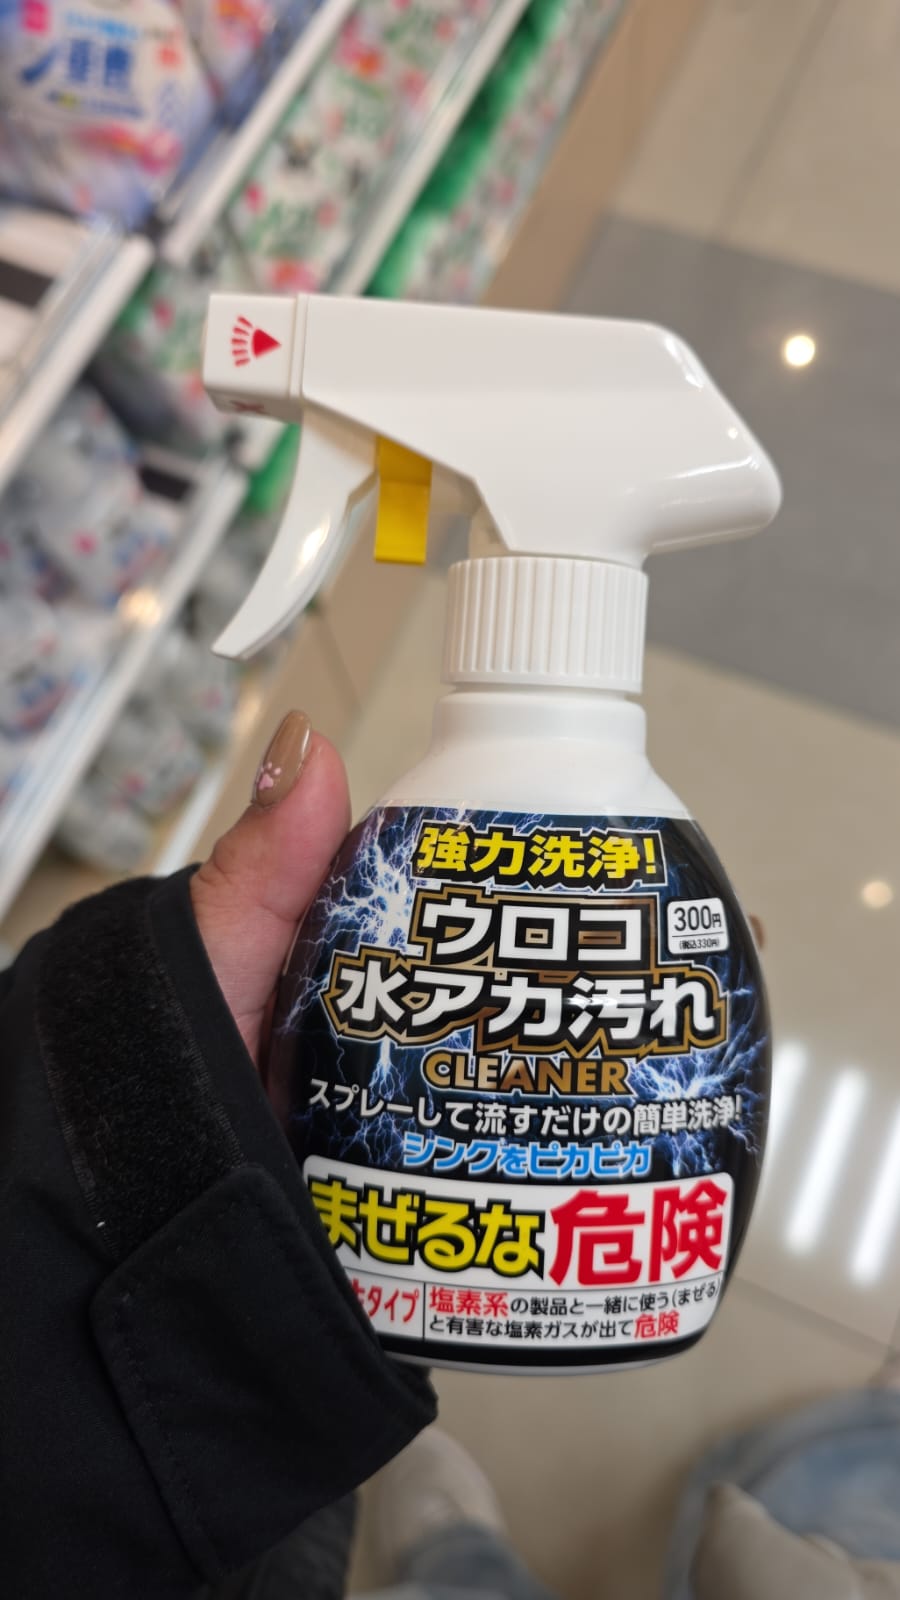 強力洗浄!
ウロコ
300円
(税込330円)
水アカ汚れ
CLEANER
スプレーして流すだけの簡単洗浄!
シンクをピカピカ
まぜるな 危険
タイプ
塩素系の製品と一緒に使う(まぜる)
と有害な塩素ガスが出て危険